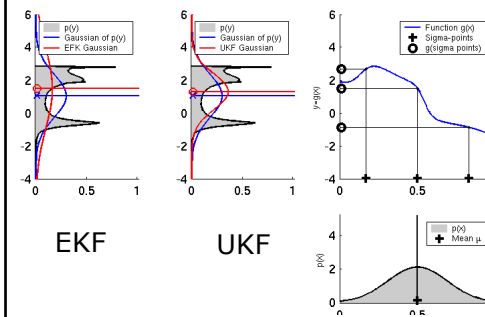 6
p(y)
Gaussian of p(y)
EFK Gaussian
4
2
0
-2
-4
0
0.5
1
EKF
6
p(y)
Gaussian of p(y)
UKF Gaussian
4
2
0
-2
-4
0
0.5
1
UKF
6
Function g(x)
Sigma-points
g(sigma points)
4
2
0
-2
-4
y=g(x)
0
0.5
p(x)
Mean μ
4
2
0
p(x)
0
0.5